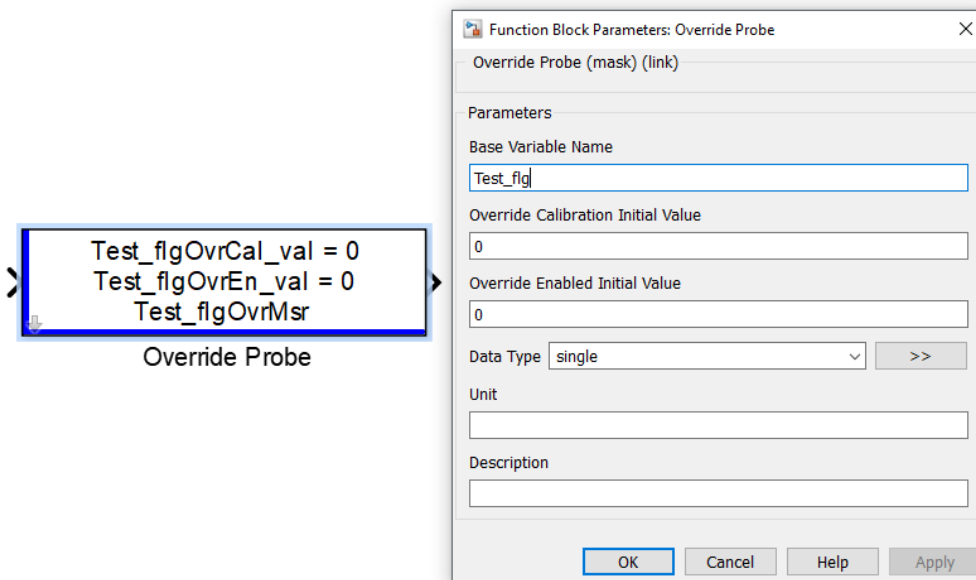 Test_flgOvrCal_val = 0
Test_flgOvrEn_val = 0
Test_flgOvrMsr
Override Probe
Function Block Parameters: Override Probe
Override Probe (mask) (link)
Parameters
Base Variable Name
Test_flg
Override Calibration Initial Value
0
Override Enabled Initial Value
0
Data Type single >>
Unit
Description
OK Cancel Help Apply